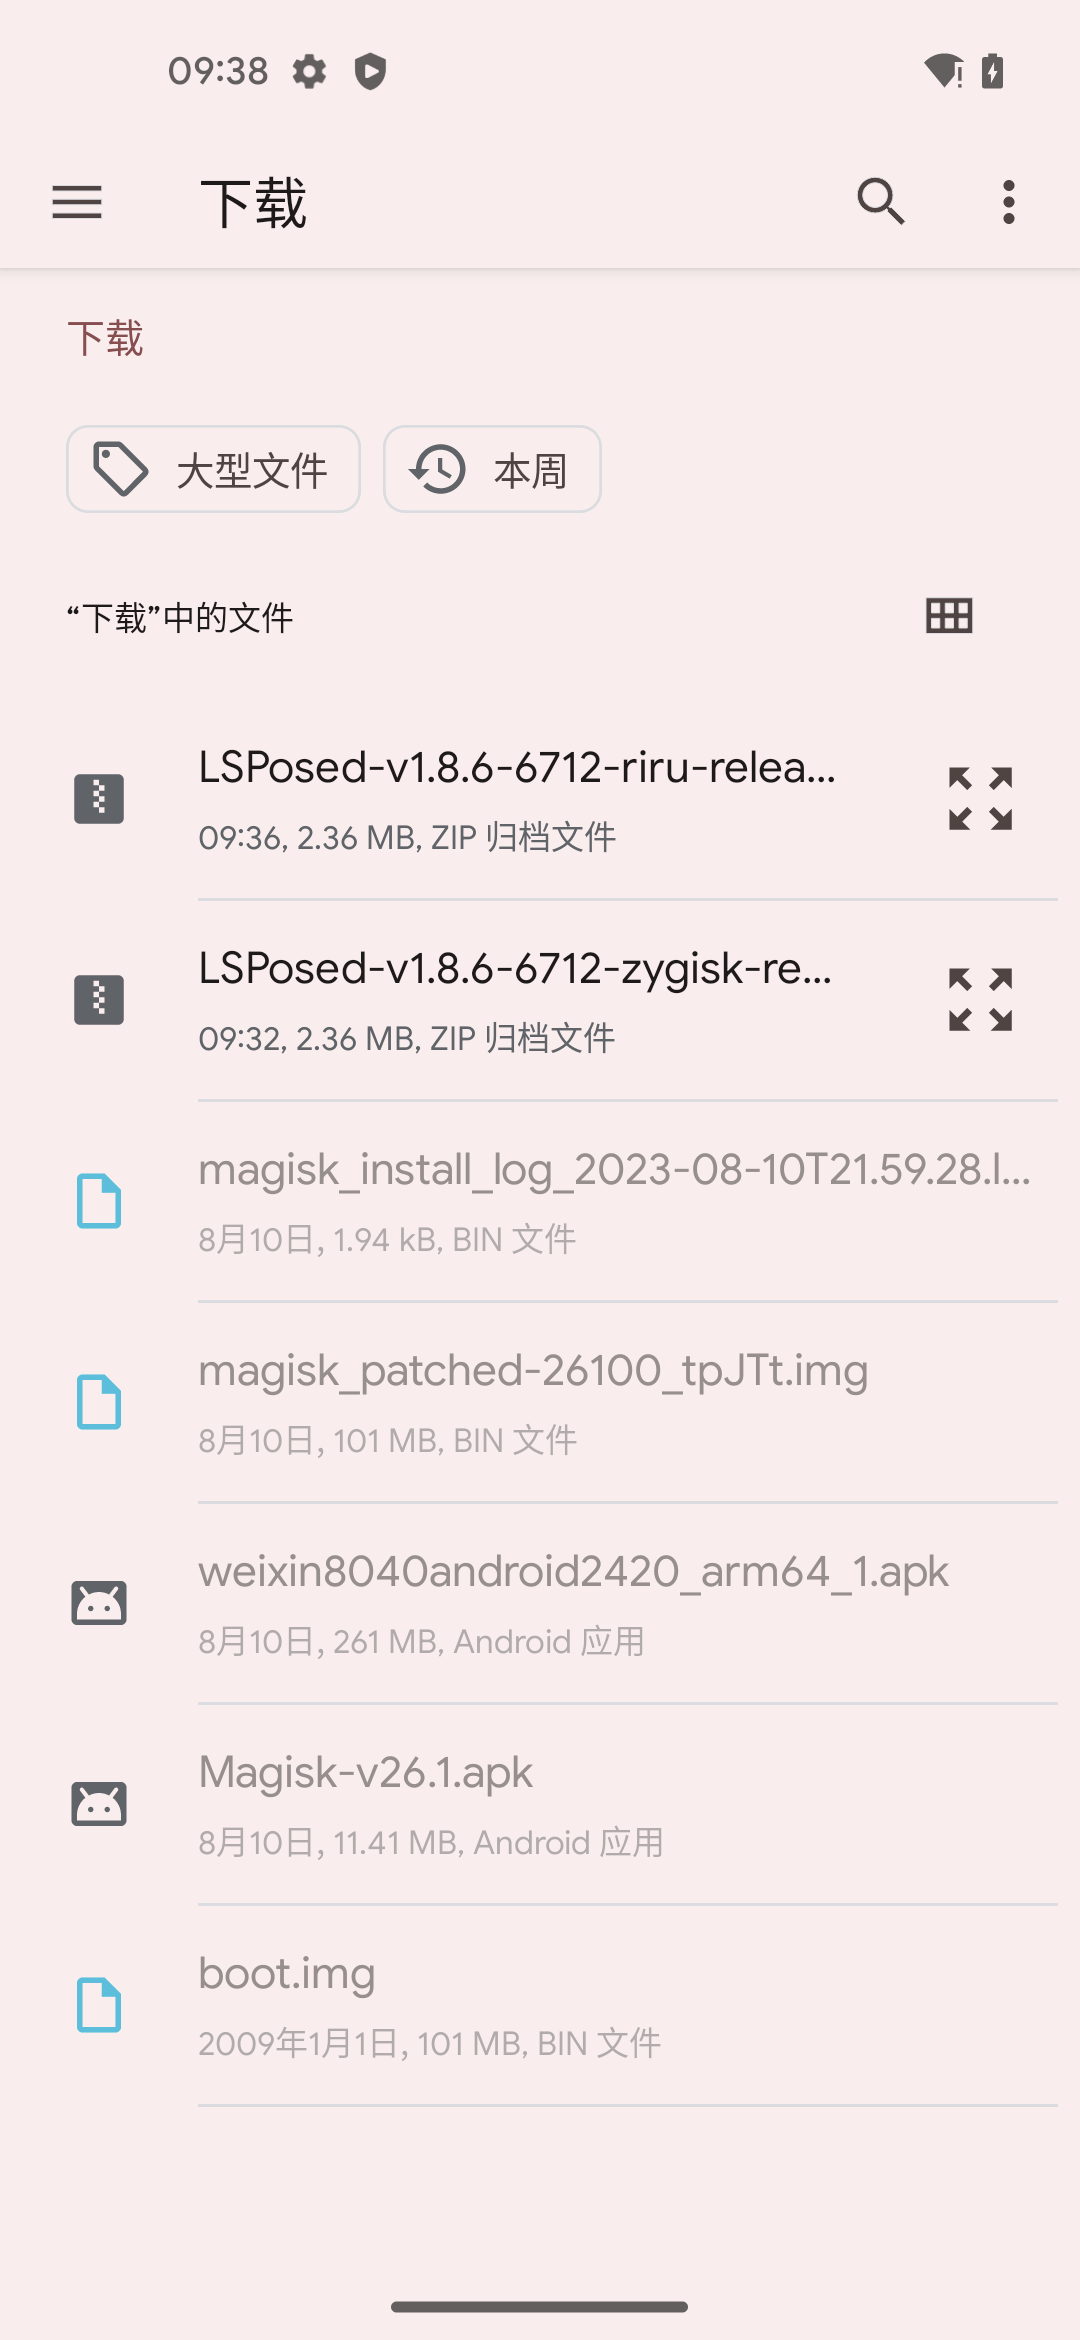 09:38
下载
下载
大型文件
本周
“下载”中的文件
LSPosed-v1.8.6-6712-riru-relea...
09:36, 2.36 MB, ZIP 归档文件
LSPosed-v1.8.6-6712-zygisk-re...
09:32, 2.36 MB, ZIP 归档文件
magisk_install_log_2023-08-10T21.59.28.l...
8月10日, 1.94 kB, BIN 文件
magisk_patched-26100_tpJTt.img
8月10日, 101 MB, BIN 文件
weixin8040android2420_arm64_1.apk
8月10日, 261 MB, Android 应用
Magisk-v26.1.apk
8月10日, 11.41 MB, Android 应用
boot.img
2009年1月1日, 101 MB, BIN 文件